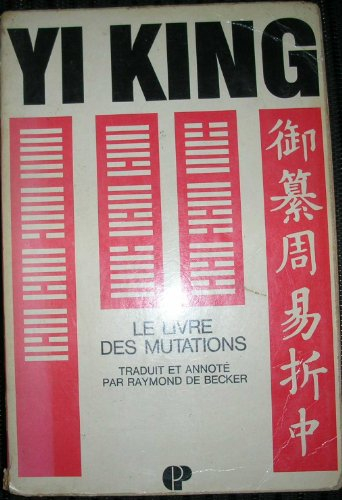 YI KING
御纂周易折中
LE LIVRE
DES MUTATIONS
TRADUIT ET ANNOTÉ
PAR RAYMOND DE BECKER